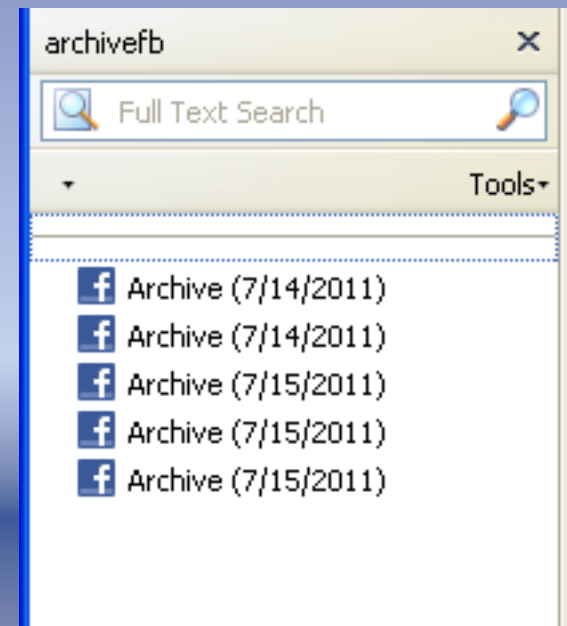 archivefb
Full Text Search
Tools
Archive (7/14/2011)
Archive (7/14/2011)
Archive (7/15/2011)
Archive (7/15/2011)
Archive (7/15/2011)